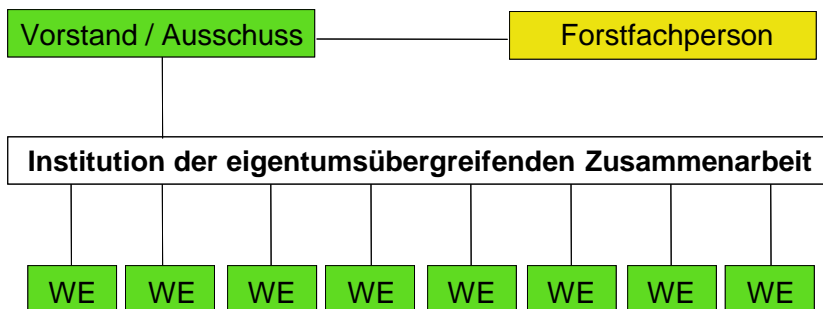 Vorstand / Ausschuss
Forstfachperson
Institution der eigentumsübergreifenden Zusammenarbeit
WE WE WE WE WE WE WE WE